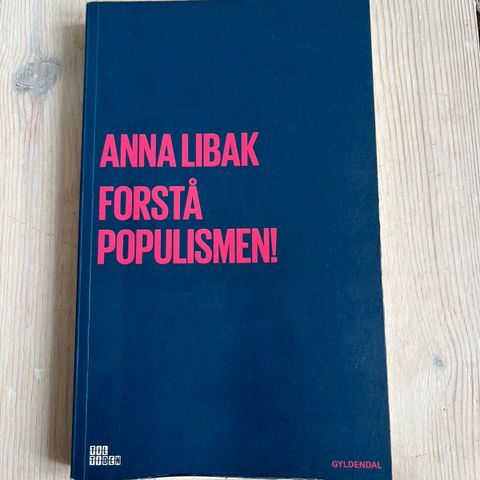 ANNA LIBAK
FORSTÅ
POPULISMEN!
TIL
TIDEN
GYLDENDAL